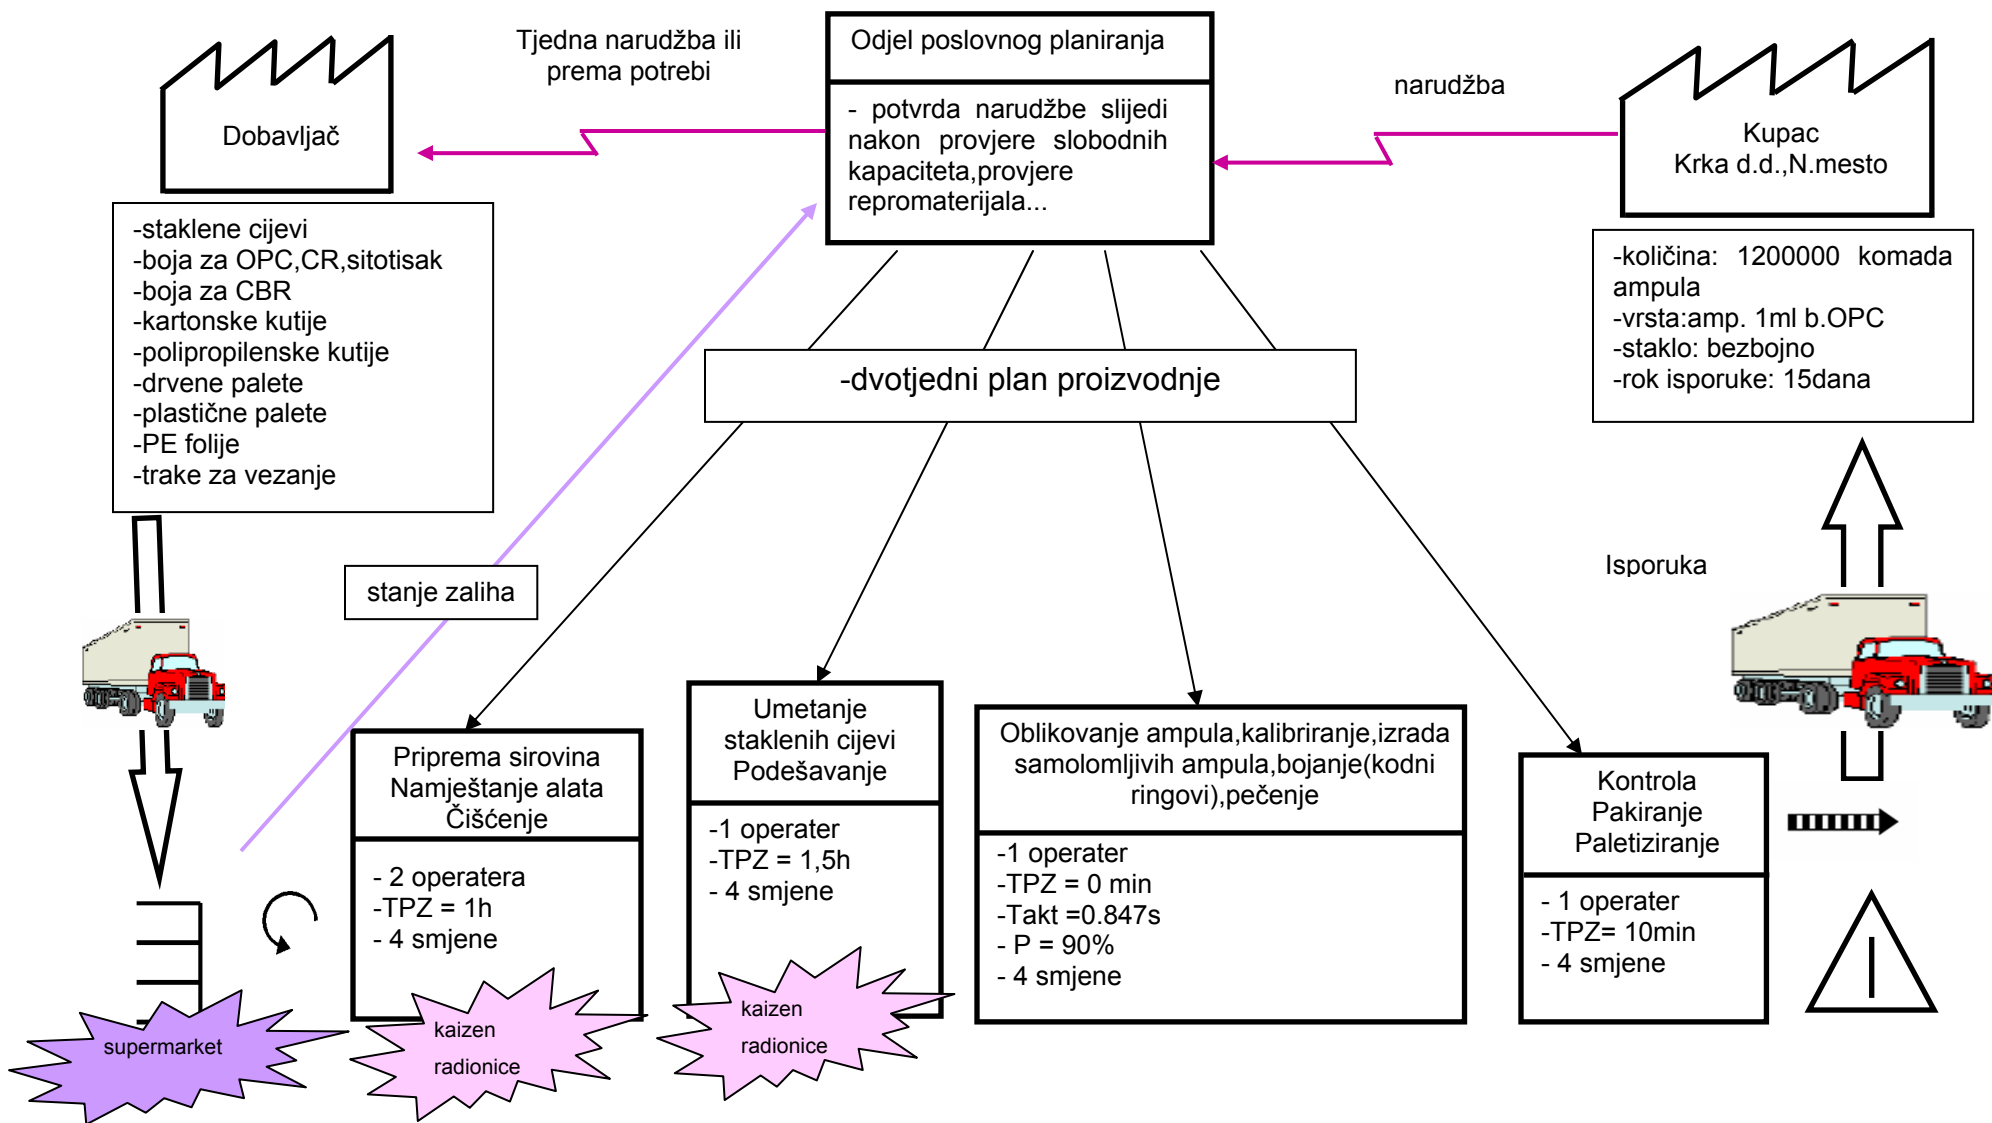 Tjedna narudžba ili
prema potrebi
Odjel poslovnog planiranja
- potvrda narudžbe slijedi
nakon provjere slobodnih
kapaciteta,provjere
repromaterijala...
narudžba
Dobavljač
Kupac
Krka d.d.,N.mesto
-staklene cijevi
-boja za OPC,CR,sitotisak
-boja za CBR
-kartonske kutije
-polipropilenske kutije
-drvene palete
-plastične palete
-PE folije
-trake za vezanje
-količina: 1200000 komada
ampula
-vrsta:amp. 1ml b.OPC
-staklo: bezbojno
-rok isporuke: 15dana
-dvotjedni plan proizvodnje
stanje zaliha
Isporuka
Priprema sirovina
Namještanje alata
Čišćenje
- 2 operatera
-TPZ = 1h
- 4 smjene
Umetanje
staklenih cijevi
Podešavanje
-1 operater
-TPZ = 1,5h
- 4 smjene
Oblikovanje ampula,kalibriranje,izrada
samolomljivih ampula,bojanje(kodni
ringovi),pečenje
-1 operater
-TPZ = 0 min
-Takt =0.847s
- P = 90%
- 4 smjene
Kontrola
Pakiranje
Paletiziranje
- 1 operater
-TPZ= 10min
- 4 smjene
supermarket
kaizen
radionice
kaizen
radionice